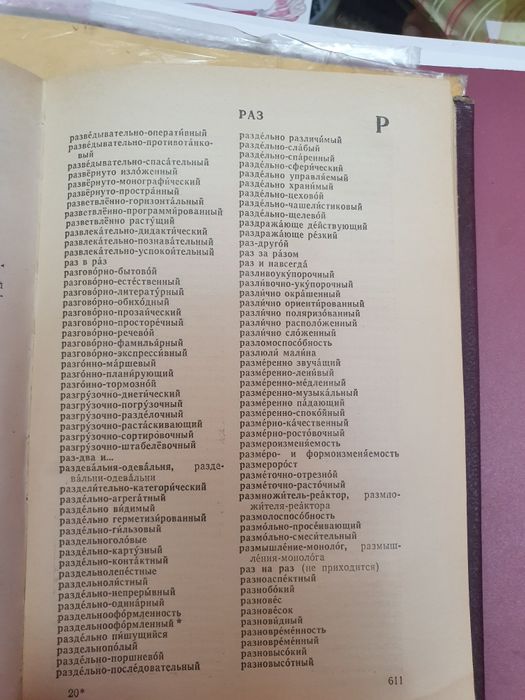 РАЗ
Р
разве́дывательно-операти́вный
разве́дывательно-противота́нко-
вый
разве́дывательно-спаса́тельный
развёрнуто изло́женный
развёрнуто-монографи́ческий
развёрнуто-простра́нный
разветвлённо-горизонта́льный
разветвлённо-программи́рованный
разветвлённо расту́щий
развлека́тельно-дидакти́ческий
развлека́тельно-познава́тельный
развлека́тельно-успокои́тельный
раз в ра́з
разгово́рно-бытово́й
разгово́рно-есте́ственный
разгово́рно-литерату́рный
разгово́рно-обихо́дный
разгово́рно-прозаи́ческий
разгово́рно-просторе́чный
разгово́рно-речево́й
разгово́рно-фамилья́рный
разгово́рно-экспресси́вный
разго́нно-ма́ршевый
разго́нно-плани́рующий
разго́нно-тормозно́й
разгру́зочно-диети́ческий
разгру́зочно-погру́зочный
разгру́зочно-разде́лочный
разгру́зочно-раста́скивающий
разгру́зочно-сортиро́вочный
разгру́зочно-штабелёвочный
раз-два и...
раздева́льня-одева́льня, разде-
ва́льни-одева́льни
раздели́тельно-категори́ческий
разде́льно-агрега́тный
разде́льно ви́димый
разде́льно герметизи́рованный
разде́льно-ги́льзовый
раздельноголо́вые
разде́льно-карту́зный
разде́льно-конта́ктный
раздельнолепе́стные
раздельноли́стный
разде́льно-непреры́вный
разде́льно-одина́рный
раздельнооформленность
раздельнооформленный *
разде́льно пи́шущийся
раздельнопо́лый
разде́льно-поршнево́й
разде́льно-после́довательный
20*
разде́льно различи́мый
разде́льно-сла́бый
разде́льно-спа́ренный
разде́льно-сфери́ческий
разде́льно управля́емый
разде́льно храни́мый
разде́льно-цехово́й
разде́льно-чашели́стиковый
разде́льно-щелево́й
раздража́юще де́йствующий
раздража́юще ре́зкий
раз-друго́й
раз за ра́зом
раз и навсегда́
разливоуку́порочный
разли́вочно-уку́порочный
разли́чно окра́шенный
разли́чно ориенти́рованный
разли́чно поляризо́ванный
разли́чно располо́женный
разли́чно сло́женный
разломоспосо́бность
разлюли́ мали́на
разме́ренно звуча́щий
разме́ренно-лени́вый
разме́ренно-ме́дленный
разме́ренно-музыка́льный
разме́ренно па́дающий
разме́ренно-споко́йный
разме́рно-ка́чественный
разме́рно-ростово́чный
размероизменя́емость
разме́ро- и формоизменя́емость
размероро́ст
разме́точно-отрезно́й
разме́точно-расто́чный
размножи́тель-реа́ктор, размно-
жи́теля-реа́ктора
размолоспосо́бность
размо́льно-просе́ивающий
размо́льно-смеси́тельный
размышле́ние-моноло́г, размыш-
ле́ния-моноло́га
раз на ра́з (не приходится)
разноаспе́ктный
разнобо́кий
разнове́с
разнове́сок
разнови́дный
разновре́ме́нность
разновре́ме́нный
разновысо́кий
разновысо́тный
611